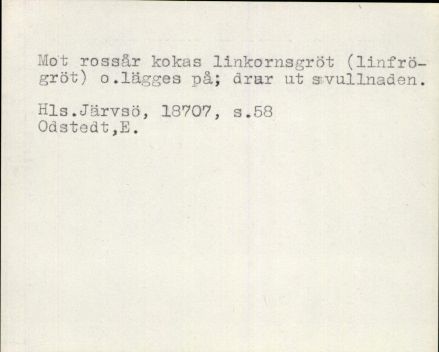 Mot rossår kokas linkornsgröt (linfrö-
gröt) o.lägges på; drar ut svullnaden.
Hls.Järvsö, 18707, s.58
Odstedt,E.